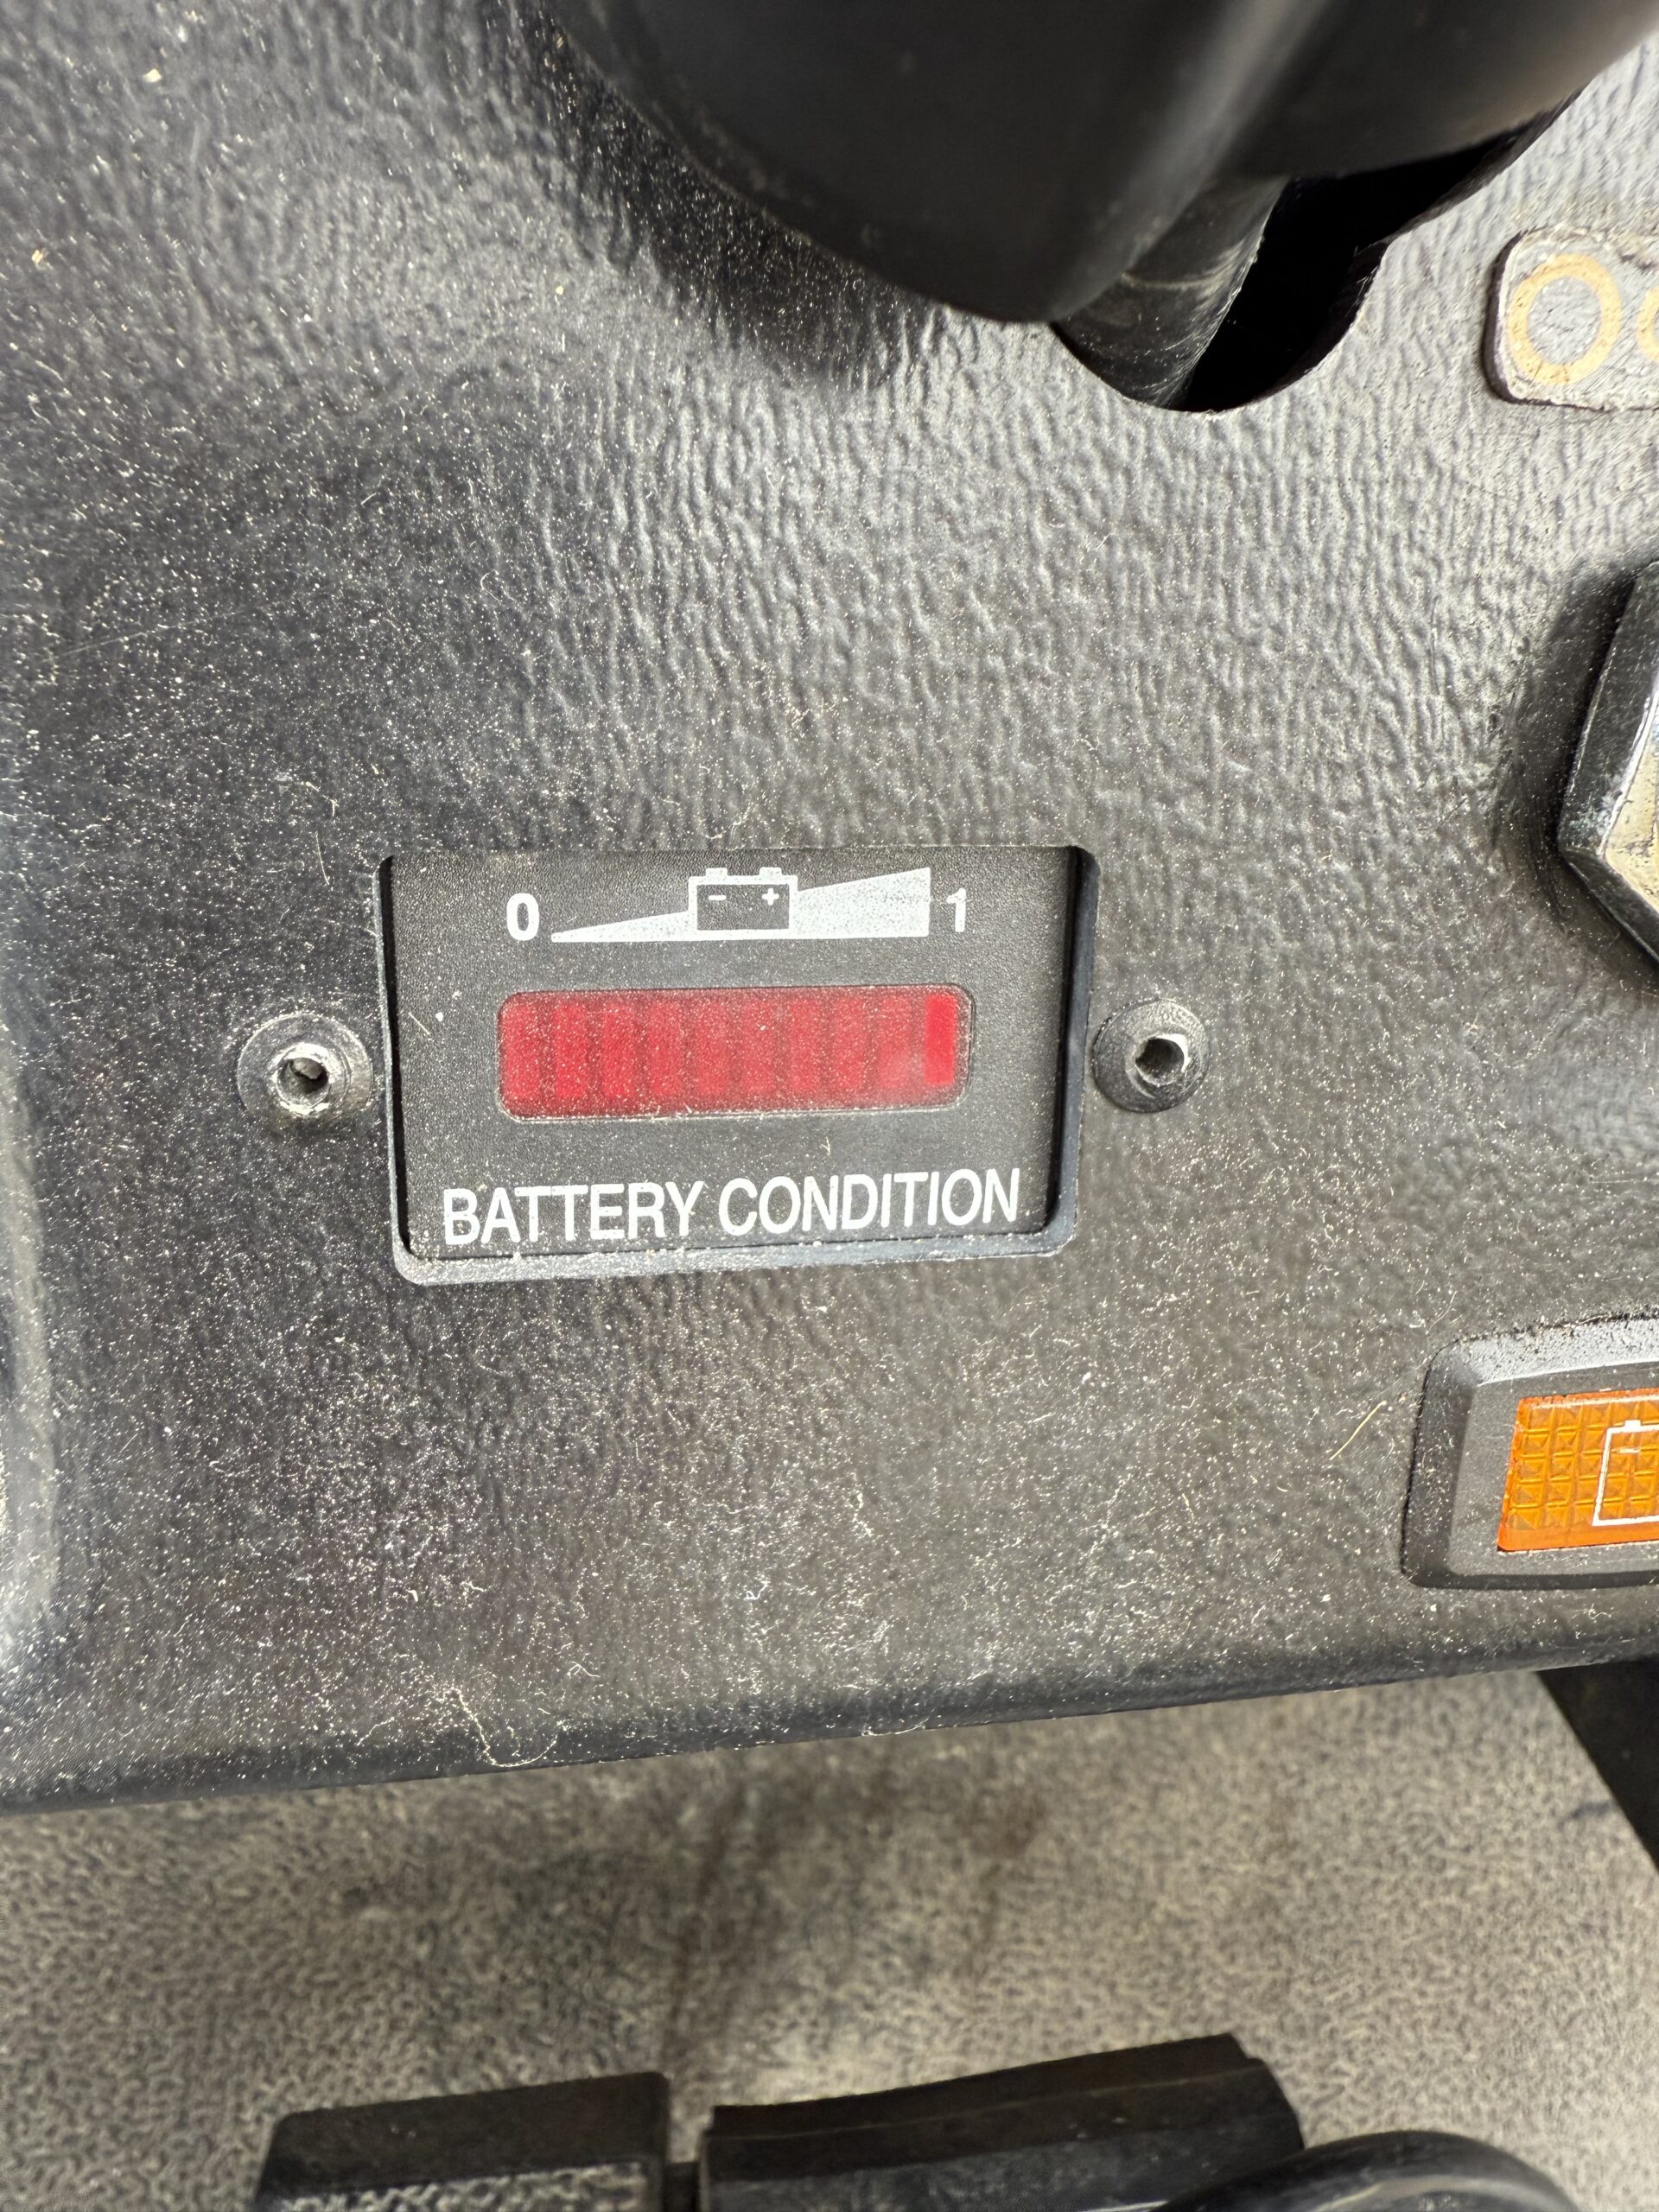 0 - + 1
BATTERY CONDITION